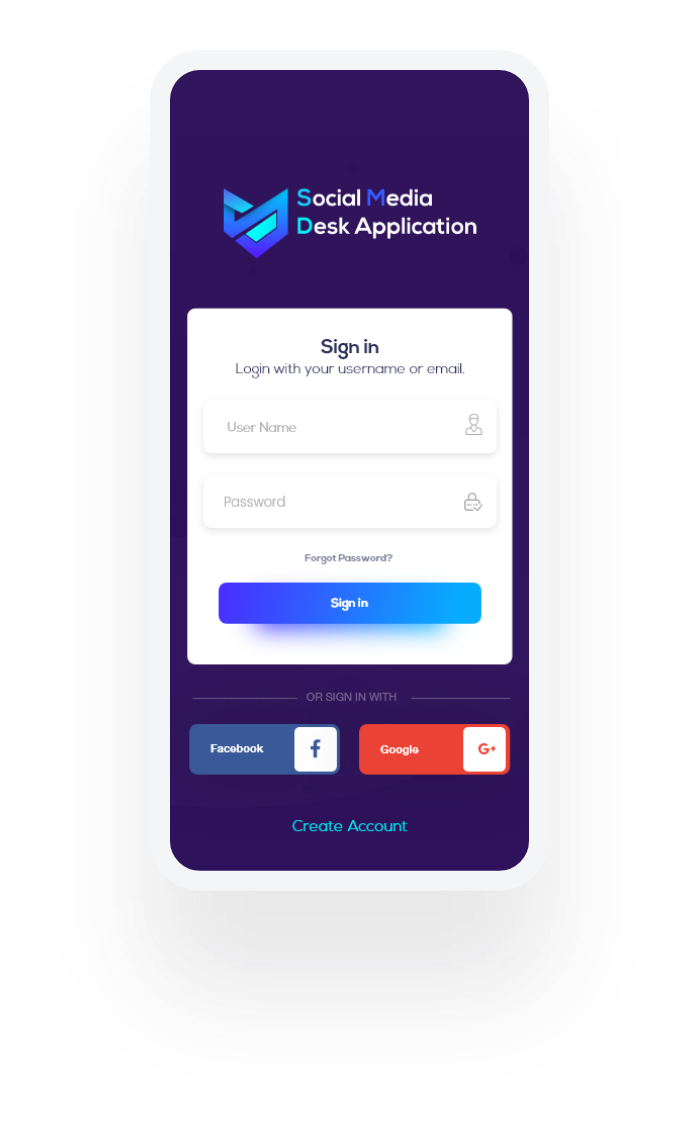 Social Media
Desk Application
Sign in
Login with your username or email.
User Name
Password
Forgot Password?
Sign in
OR SIGN IN WITH
Facebook
f
Google
G+
Create Account